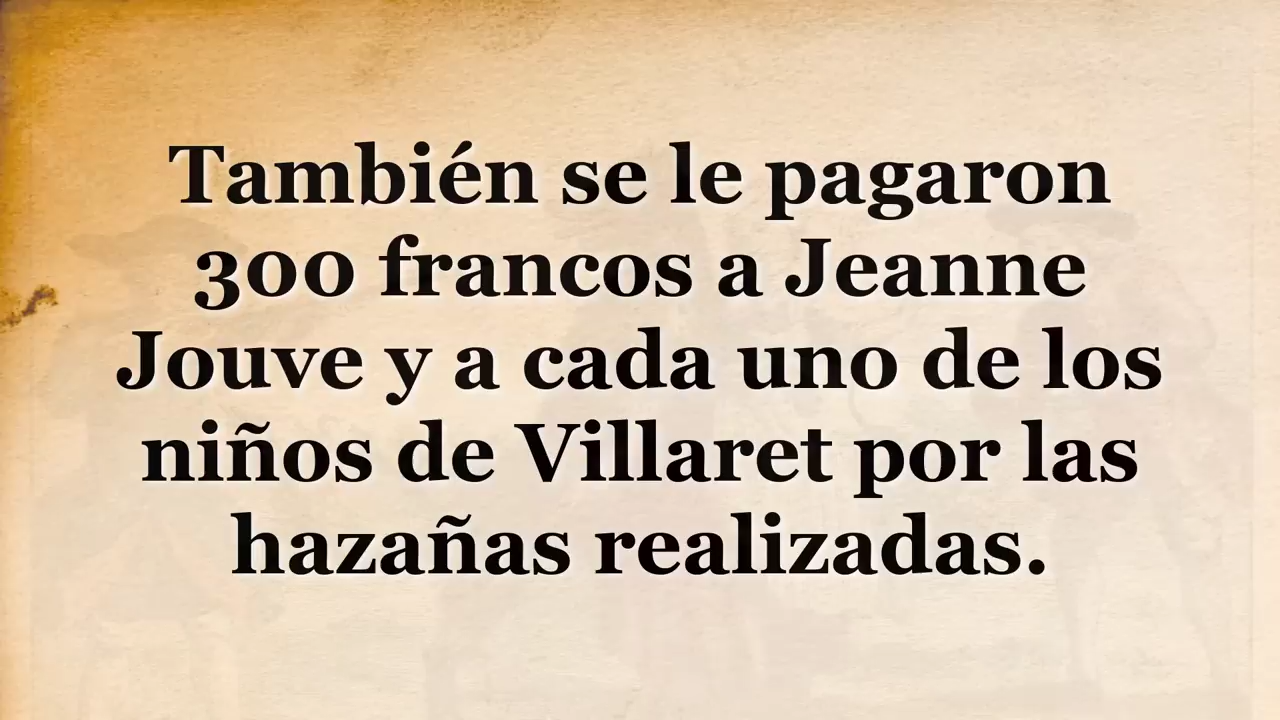 También se le pagaron
300 francos a Jeanne
Jouve y a cada uno de los
niños de Villaret por las
hazañas realizadas.